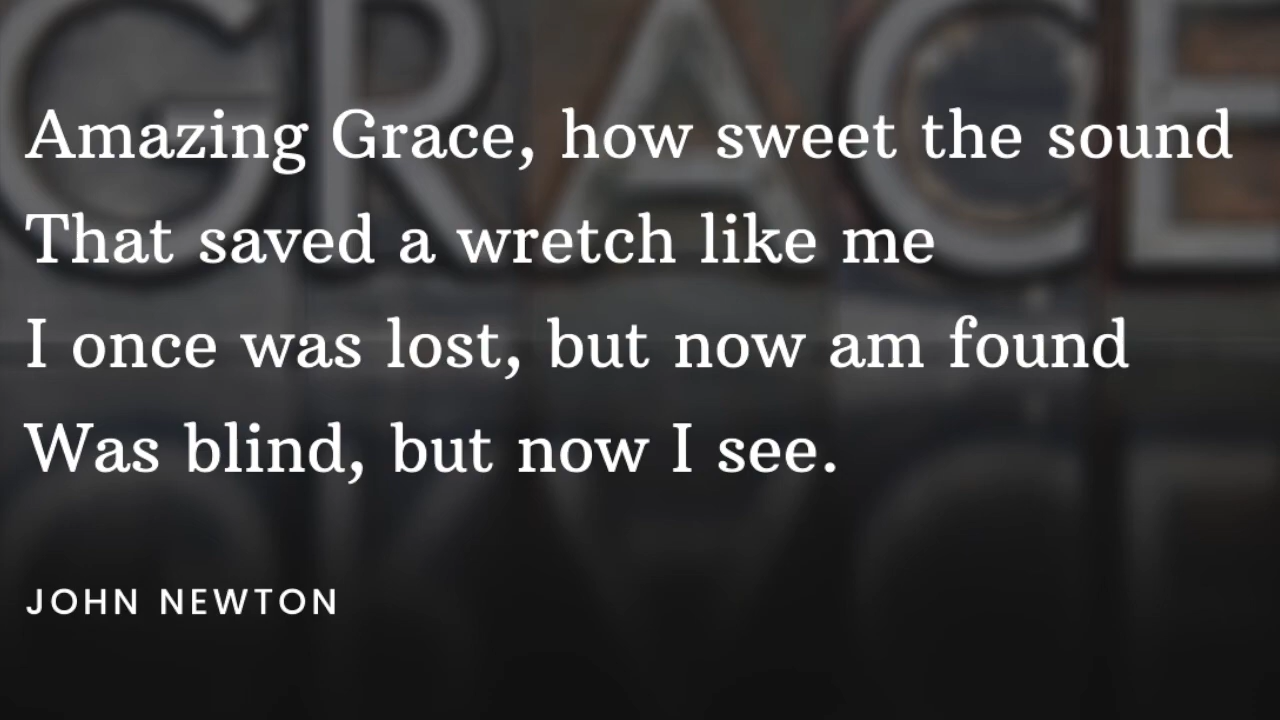 GRACE
Amazing Grace, how sweet the sound
That saved a wretch like me
I once was lost, but now am found
Was blind, but now I see.
JOHN NEWTON